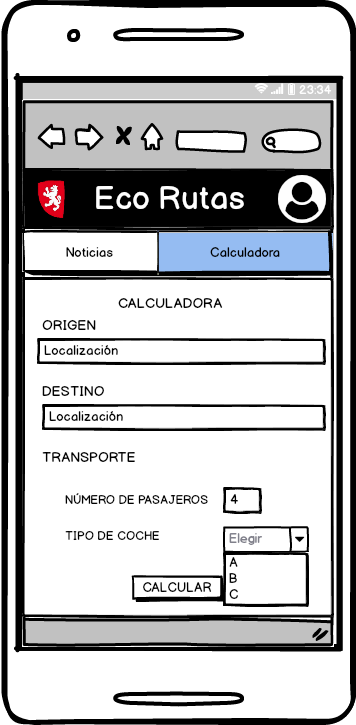 23:34
Eco Rutas
Noticias Calculadora
CALCULADORA
ORIGEN
Localización
DESTINO
Localización
TRANSPORTE
NÚMERO DE PASAJEROS 4
TIPO DE COCHE Elegir
A
B
C
CALCULAR